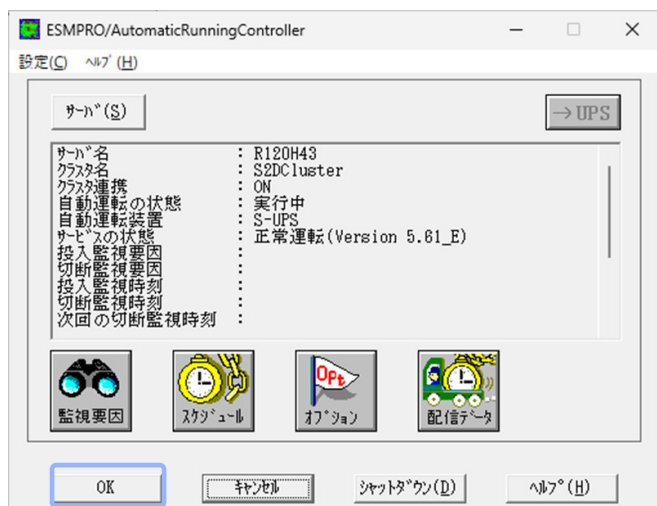 ESMPRO/AutomaticRunningController
設定(C) ﾍﾙﾌﾟ(H)
ｻｰﾊﾞ(S)
→UPS
ｻｰﾊﾞ名 : R120H43
ｸﾗｽﾀ名 : S2DCluster
ｸﾗｽﾀ連携 : ON
自動運転の状態 : 実行中
自動運転装置 : S-UPS
ｻｰﾋﾞｽの状態 : 正常運転(Version 5.61_E)
投入監視要因 :
切断監視要因 :
投入監視時刻 :
切断監視時刻 :
次回の切断監視時刻 :
Opt
監視要因 ｽｹｼﾞｭｰﾙ ｵﾌﾟｼｮﾝ 配信ﾃﾞｰﾀ
OK ｷｬﾝｾﾙ ｼｬｯﾄﾀﾞｳﾝ(D) ﾍﾙﾌﾟ(H)